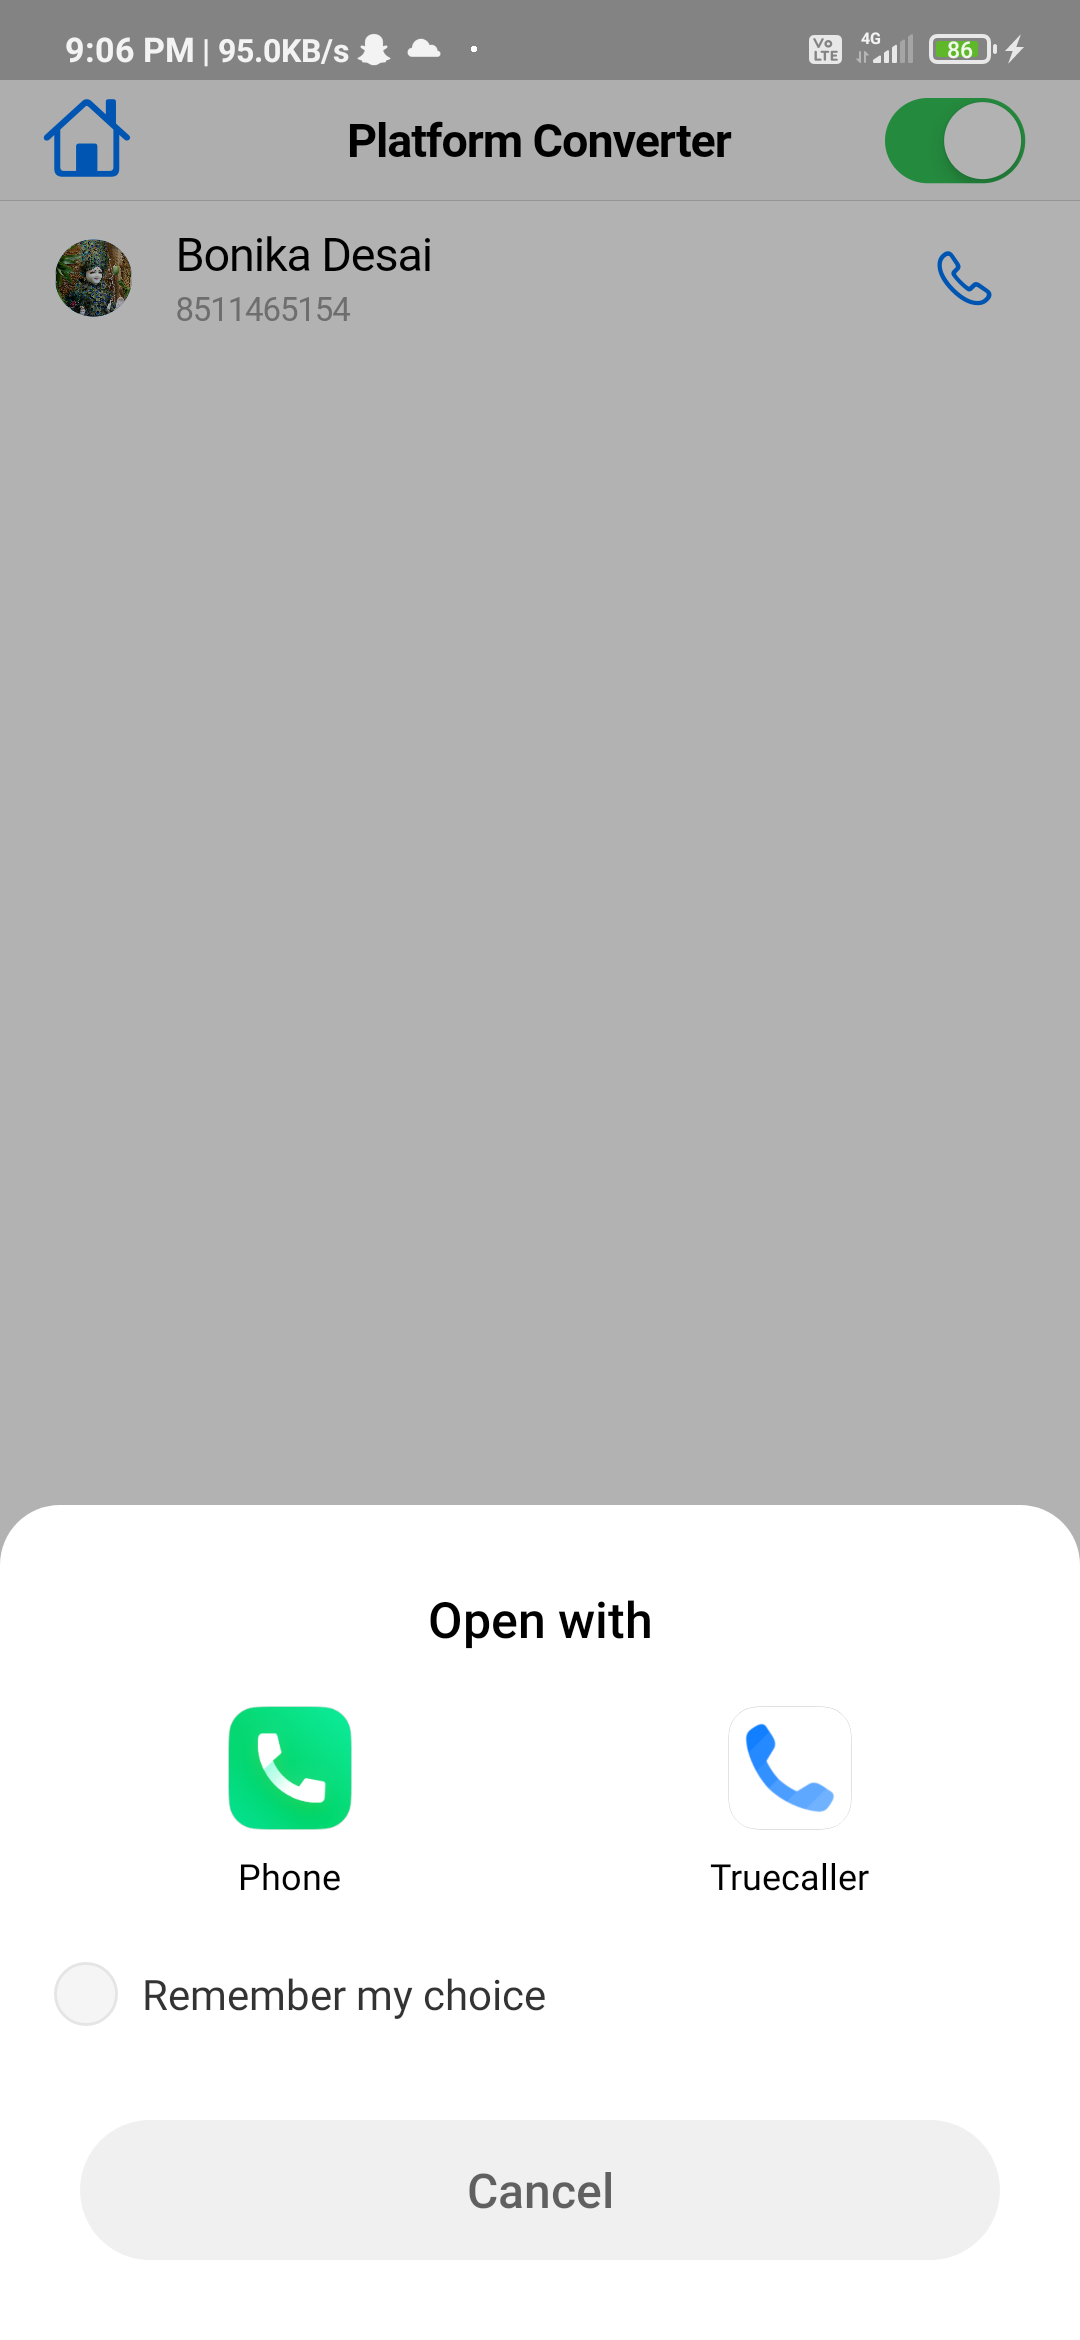 9:06 PM | 95.0KB/s
Vo LTE 4G 86
Platform Converter
Bonika Desai
8511465154
Open with
Phone Truecaller
Remember my choice
Cancel